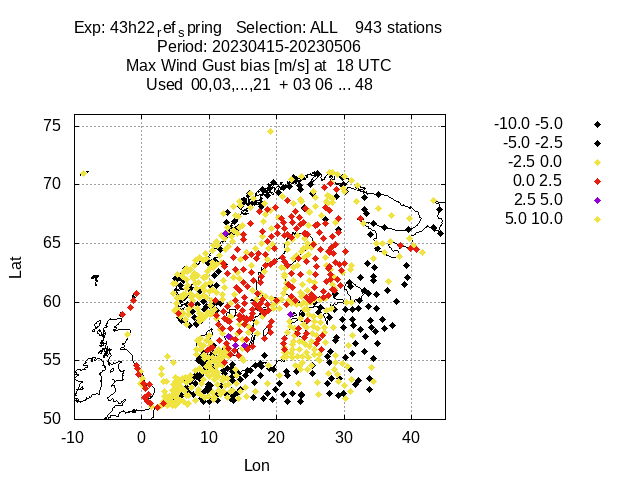 Exp: 43h22ref_spring Selection: ALL 943 stations
Period: 20230415-20230506
Max Wind Gust bias [m/s] at 18 UTC
Used 00,03,...,21 + 03 06 ... 48
-10.0 -5.0
-5.0 -2.5
-2.5 0.0
0.0 2.5
2.5 5.0
5.0 10.0
75
70
65
60
55
50
Lat
-10 0 10 20 30 40
Lon